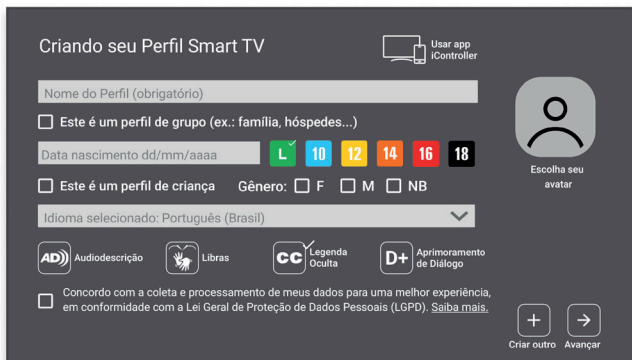 Criando seu Perfil Smart TV
Usar app
iController
Nome do Perfil (obrigatório)
Este é um perfil de grupo (ex.: família, hóspedes...)
Data nascimento dd/mm/aaaa
L 10 12 14 16 18
Escolha seu
avatar
Este é um perfil de criança Gênero: F M NB
Idioma selecionado: Português (Brasil)
AD)) Audiodescrição
Libras
CC Legenda
Oculta
D+ Aprimoramento
de Diálogo
Concordo com a coleta e processamento de meus dados para uma melhor experiência,
em conformidade com a Lei Geral de Proteção de Dados Pessoais (LGPD). Saiba mais.
Criar outro Avançar